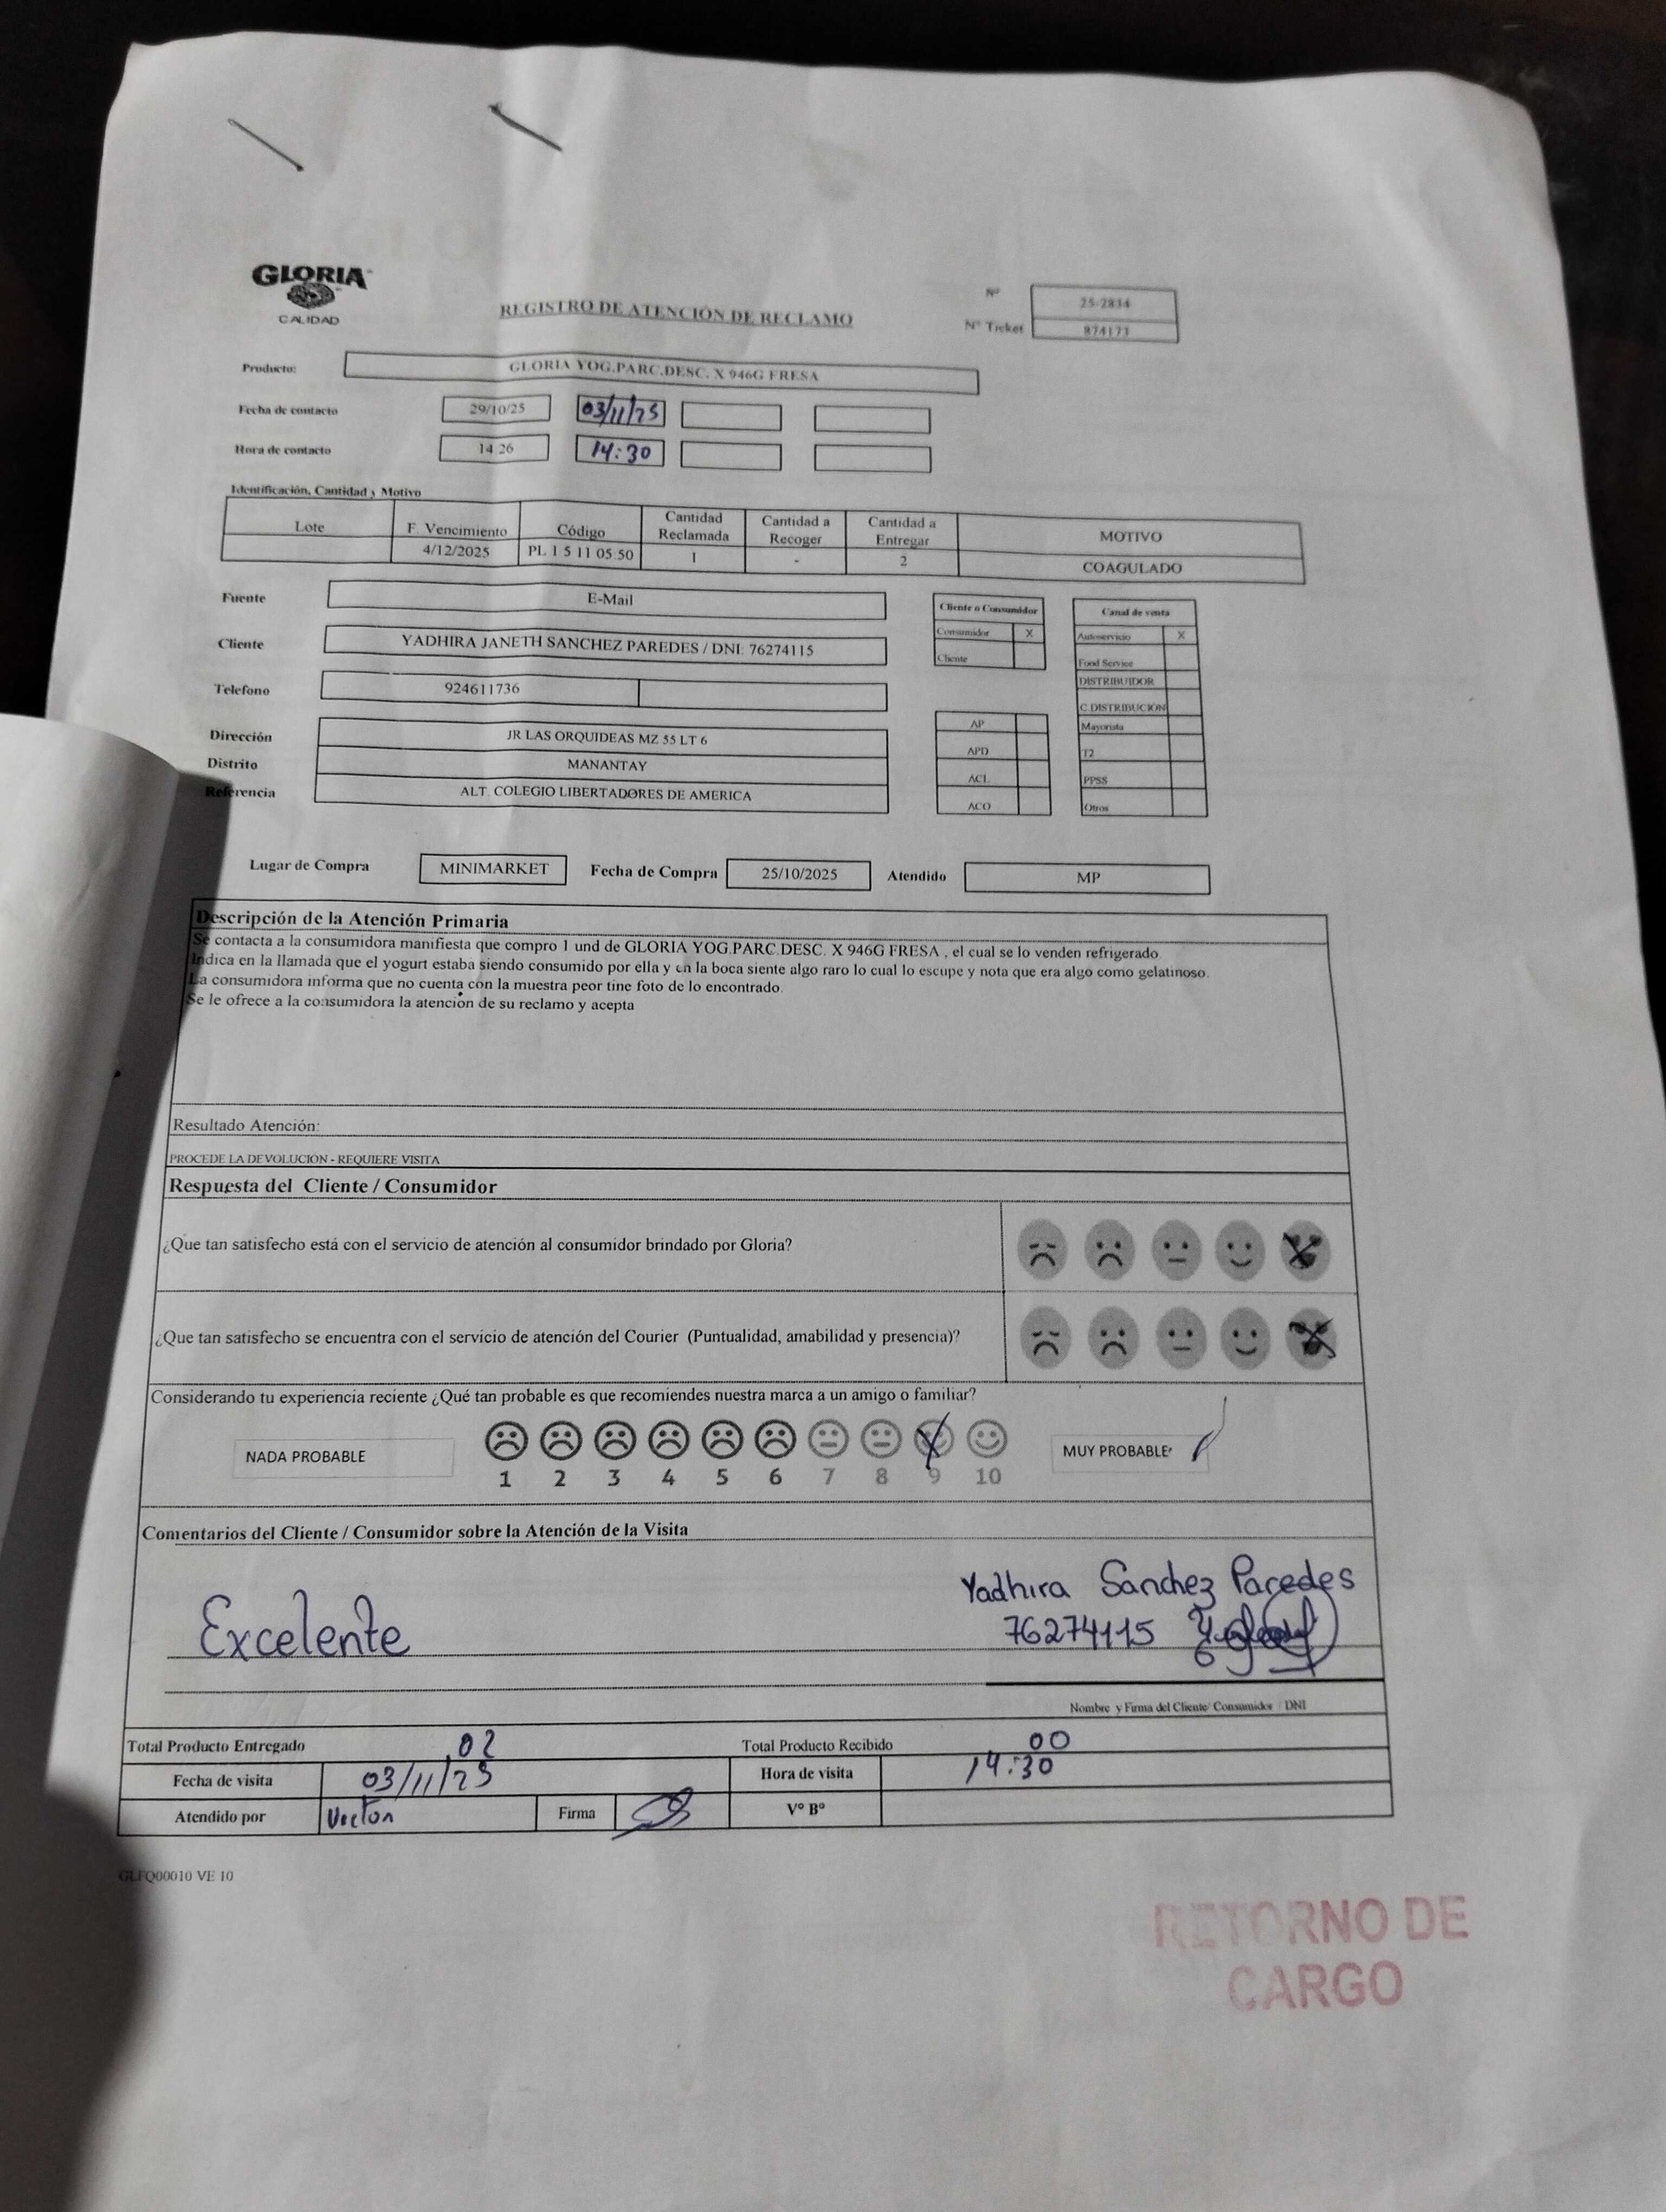 GLORIA
CALIDAD
REGISTRO DE ATENCIÓN DE RECLAMO
Nº 25-2814
Nº Ticket 874173
Producto: GLORIA YOG.PARC.DESC. X 946G FRESA
Fecha de contacto 29/10/25 03/11/25
Hora de contacto 14:26 14:30
Identificación, Cantidad y Motivo
Lote F. Vencimiento Código Cantidad Reclamada Cantidad a Recoger Cantidad a Entregar MOTIVO
4/12/2025 PL 1 5 11 05:50 1 - 2 COAGULADO
Fuente E-Mail
Cliente o Consumidor
Consumidor X
Cliente
Canal de venta
Autoservicio X
Food Service
DISTRIBUIDOR
C.DISTRIBUCIÓN
Mayorista
T2
PPSS
Otros
Cliente YADHIRA JANETH SANCHEZ PAREDES / DNI: 76274115
Telefono 924611736
AP
APD
ACL
ACO
Dirección JR LAS ORQUIDEAS MZ 55 LT 6
Distrito MANANTAY
Referencia ALT. COLEGIO LIBERTADORES DE AMERICA
Lugar de Compra MINIMARKET Fecha de Compra 25/10/2025 Atendido MP
Descripción de la Atención Primaria
Se contacta a la consumidora manifiesta que compro 1 und de GLORIA YOG.PARC.DESC. X 946G FRESA , el cual se lo venden refrigerado.
Indica en la llamada que el yogurt estaba siendo consumido por ella y en la boca siente algo raro lo cual lo escupe y nota que era algo como gelatinoso.
La consumidora informa que no cuenta con la muestra peor tine foto de lo encontrado.
Se le ofrece a la consumidora la atención de su reclamo y acepta
Resultado Atención:
PROCEDE LA DEVOLUCION - REQUIERE VISITA
Respuesta del Cliente / Consumidor
¿Que tan satisfecho está con el servicio de atención al consumidor brindado por Gloria?
¿Que tan satisfecho se encuentra con el servicio de atención del Courier (Puntualidad, amabilidad y presencia)?
Considerando tu experiencia reciente ¿Qué tan probable es que recomiendes nuestra marca a un amigo o familiar?
NADA PROBABLE 1 2 3 4 5 6 7 8 9 10 MUY PROBABLE
Comentarios del Cliente / Consumidor sobre la Atención de la Visita
Excelente
Yadhira Sanchez Paredes
76274115
Nombre y Firma del Cliente/ Consumidor / DNI
Total Producto Entregado 02 Total Producto Recibido 00
Fecha de visita 03/11/25 Hora de visita 14:30
Atendido por Firma Vº Bº
GLFQ00010 VE 10
RETORNO DE
CARGO